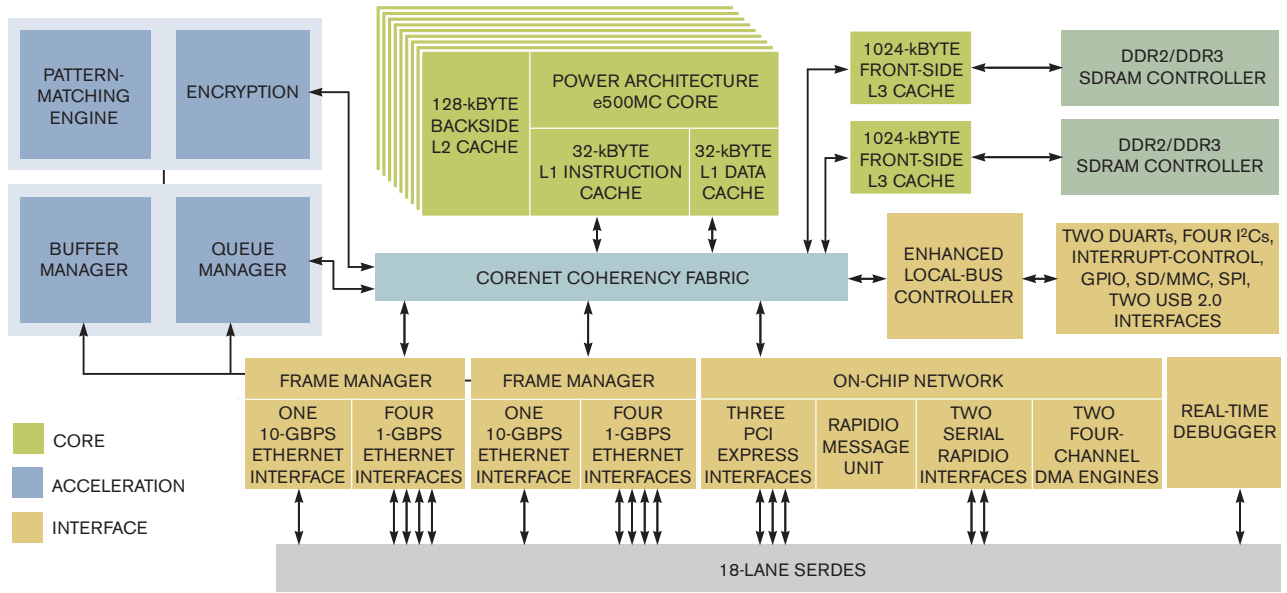 PATTERN-
MATCHING
ENGINE
ENCRYPTION
BUFFER
MANAGER
QUEUE
MANAGER
128-kBYTE
BACKSIDE
L2 CACHE
POWER ARCHITECTURE
e500MC CORE
32-kBYTE
L1 INSTRUCTION
CACHE
32-kBYTE
L1 DATA
CACHE
1024-kBYTE
FRONT-SIDE
L3 CACHE
DDR2/DDR3
SDRAM CONTROLLER
1024-kBYTE
FRONT-SIDE
L3 CACHE
DDR2/DDR3
SDRAM CONTROLLER
CORENET COHERENCY FABRIC
ENHANCED
LOCAL-BUS
CONTROLLER
TWO DUARTs, FOUR I²Cs,
INTERRUPT-CONTROL,
GPIO, SD/MMC, SPI,
TWO USB 2.0
INTERFACES
FRAME MANAGER
ONE
10-GBPS
ETHERNET
INTERFACE
FOUR
1-GBPS
ETHERNET
INTERFACES
FRAME MANAGER
ONE
10-GBPS
ETHERNET
INTERFACE
FOUR
1-GBPS
ETHERNET
INTERFACES
ON-CHIP NETWORK
THREE
PCI
EXPRESS
INTERFACES
RAPIDIO
MESSAGE
UNIT
TWO
SERIAL
RAPIDIO
INTERFACES
TWO
FOUR-
CHANNEL
DMA ENGINES
REAL-TIME
DEBUGGER
CORE
ACCELERATION
INTERFACE
18-LANE SERDES